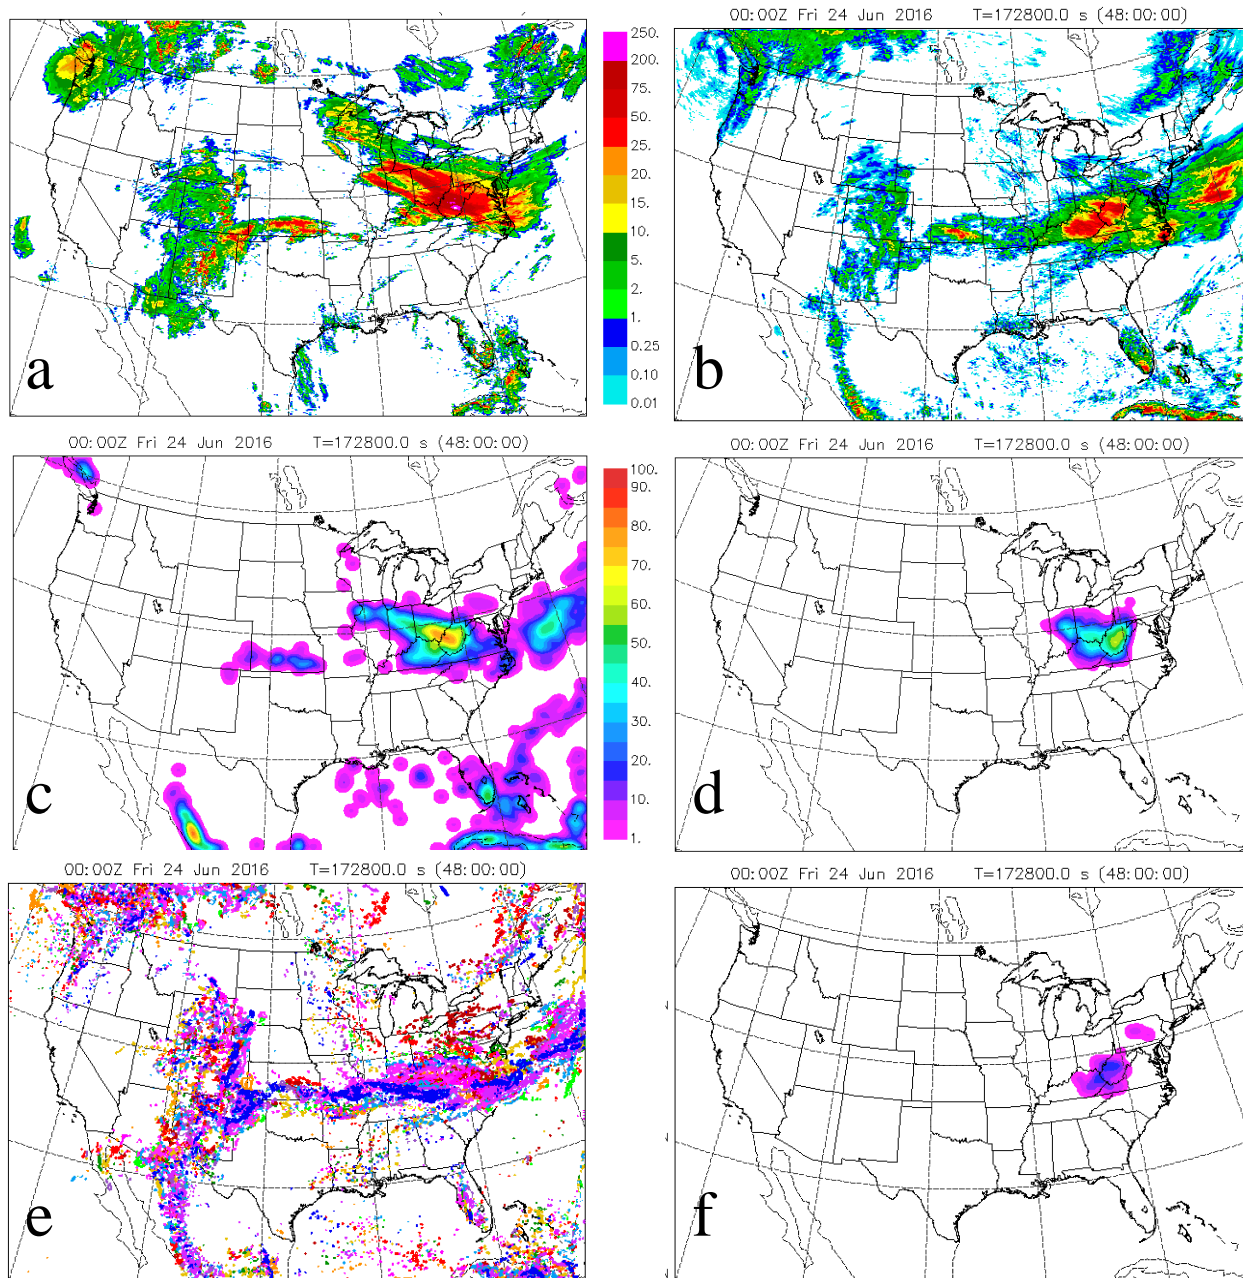 00:00Z Fri 24 Jun 2016 T=172800.0 s (48:00:00)
250.
200.
75.
50.
25.
20.
15.
10.
5.
2.
1.
0.25
0.10
0.01
a
b
00:00Z Fri 24 Jun 2016 T=172800.0 s (48:00:00)
00:00Z Fri 24 Jun 2016 T=172800.0 s (48:00:00)
100.
90.
80.
70.
60.
50.
40.
30.
20.
10.
1.
c
d
00:00Z Fri 24 Jun 2016 T=172800.0 s (48:00:00)
00:00Z Fri 24 Jun 2016 T=172800.0 s (48:00:00)
e
f